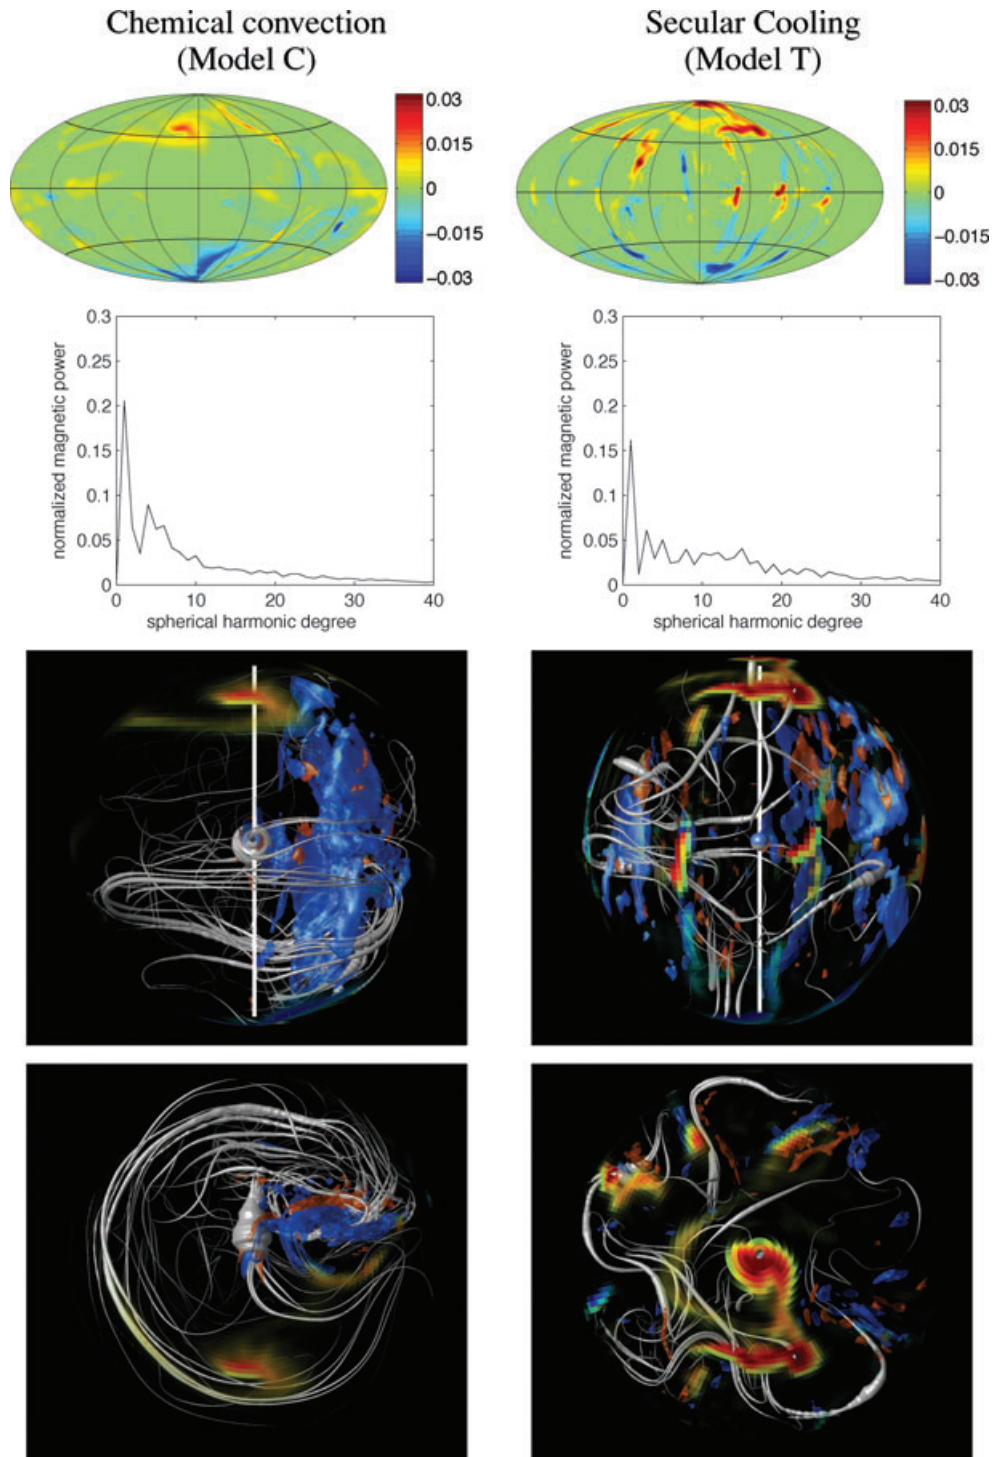 Chemical convection
(Model C)
Secular Cooling
(Model T)
0.03
0.015
0
−0.015
−0.03
0.03
0.015
0
−0.015
−0.03
normalized magnetic power
0.3
0.25
0.2
0.15
0.1
0.05
0
0 10 20 30 40
spherical harmonic degree
normalized magnetic power
0.3
0.25
0.2
0.15
0.1
0.05
0
0 10 20 30 40
spherical harmonic degree